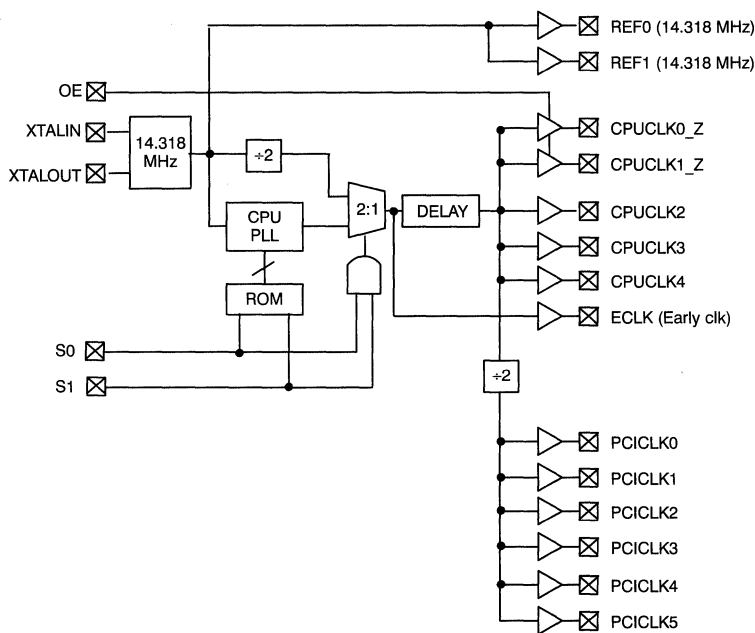 REF0 (14.318 MHz)
REF1 (14.318 MHz)
OE
XTALIN
14.318
MHz
XTALOUT
÷2
CPU
PLL
2:1
DELAY
ROM
CPUCLK0_Z
CPUCLK1_Z
CPUCLK2
CPUCLK3
CPUCLK4
ECLK (Early clk)
S0
S1
÷2
PCICLK0
PCICLK1
PCICLK2
PCICLK3
PCICLK4
PCICLK5